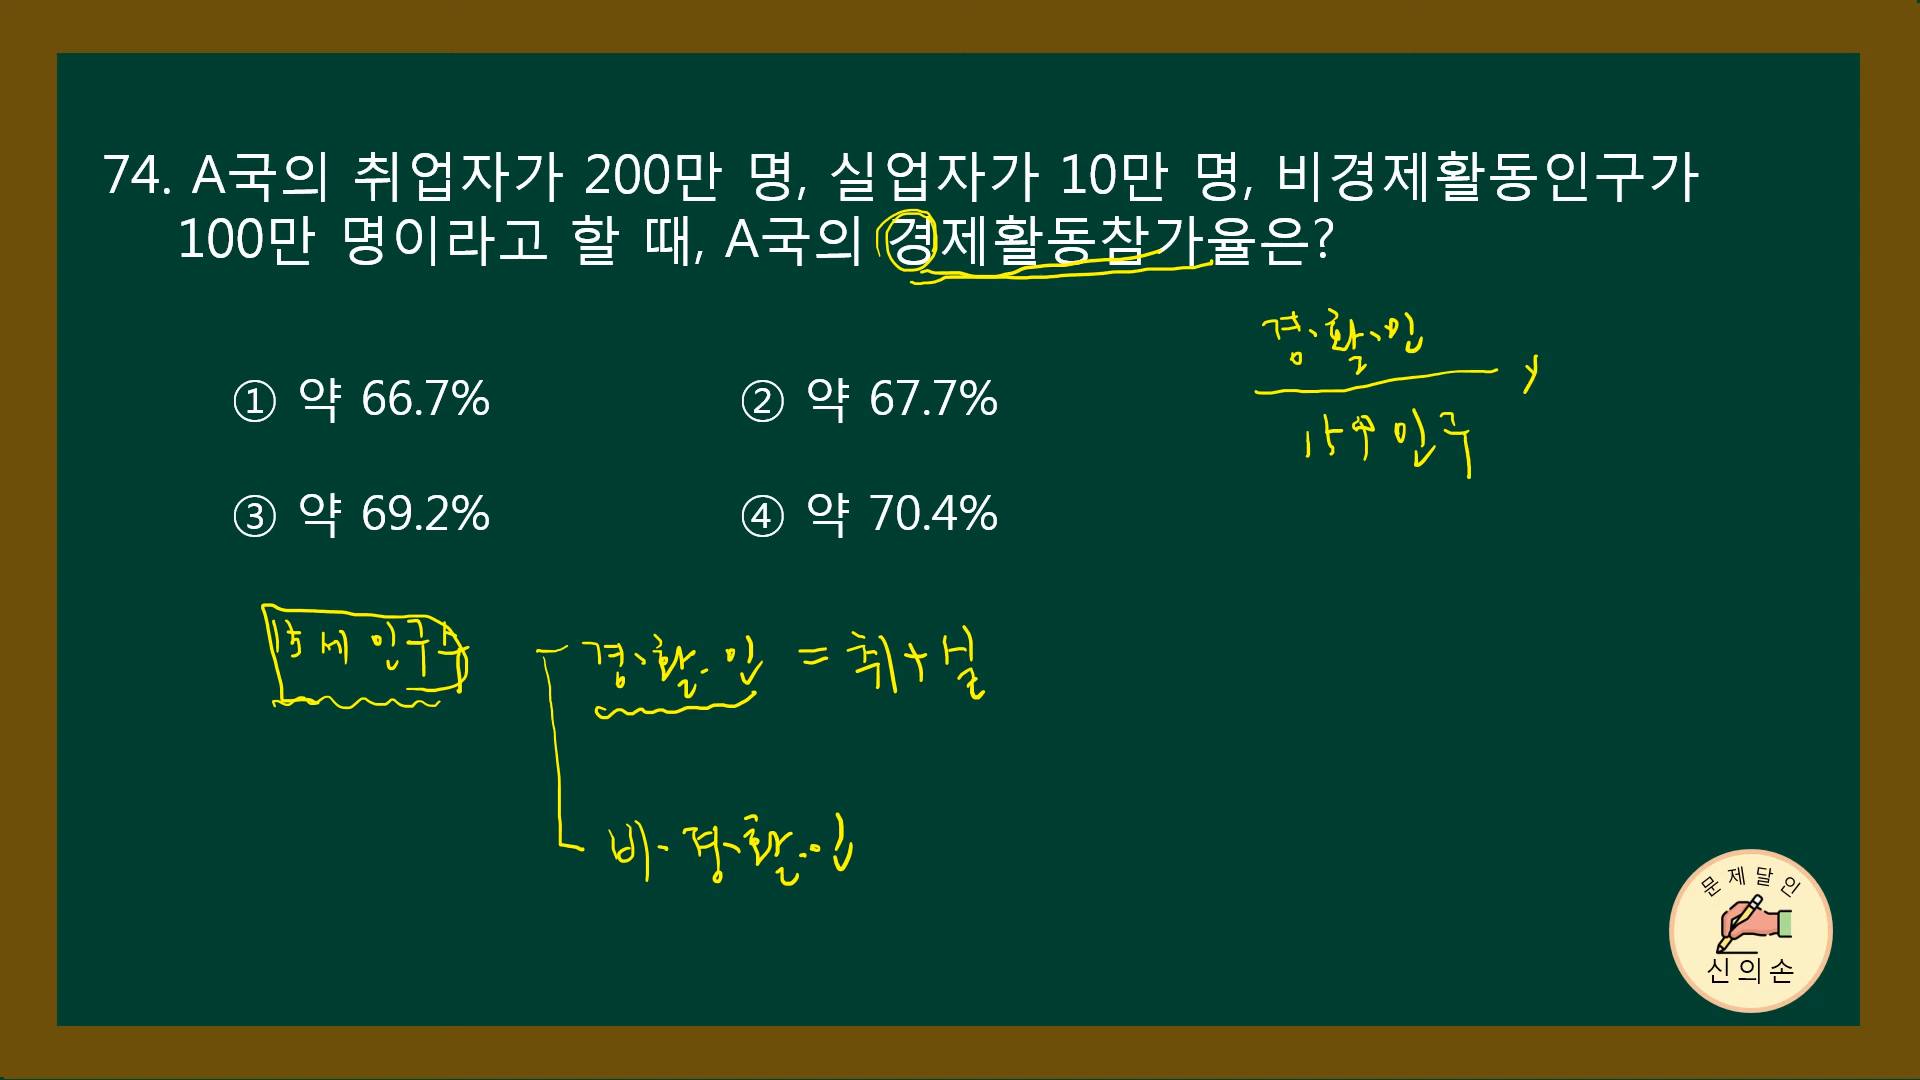 74. A국의 취업자가 200만 명, 실업자가 10만 명, 비경제활동인구가
100만 명이라고 할 때, A국의 경제활동참가율은?
경.활.인
15↑ 인구
① 약 66.7%
② 약 67.7%
③ 약 69.2%
④ 약 70.4%
15세 인구
경.활.인 = 취+실
비.경.활.인
문제달인
신의손